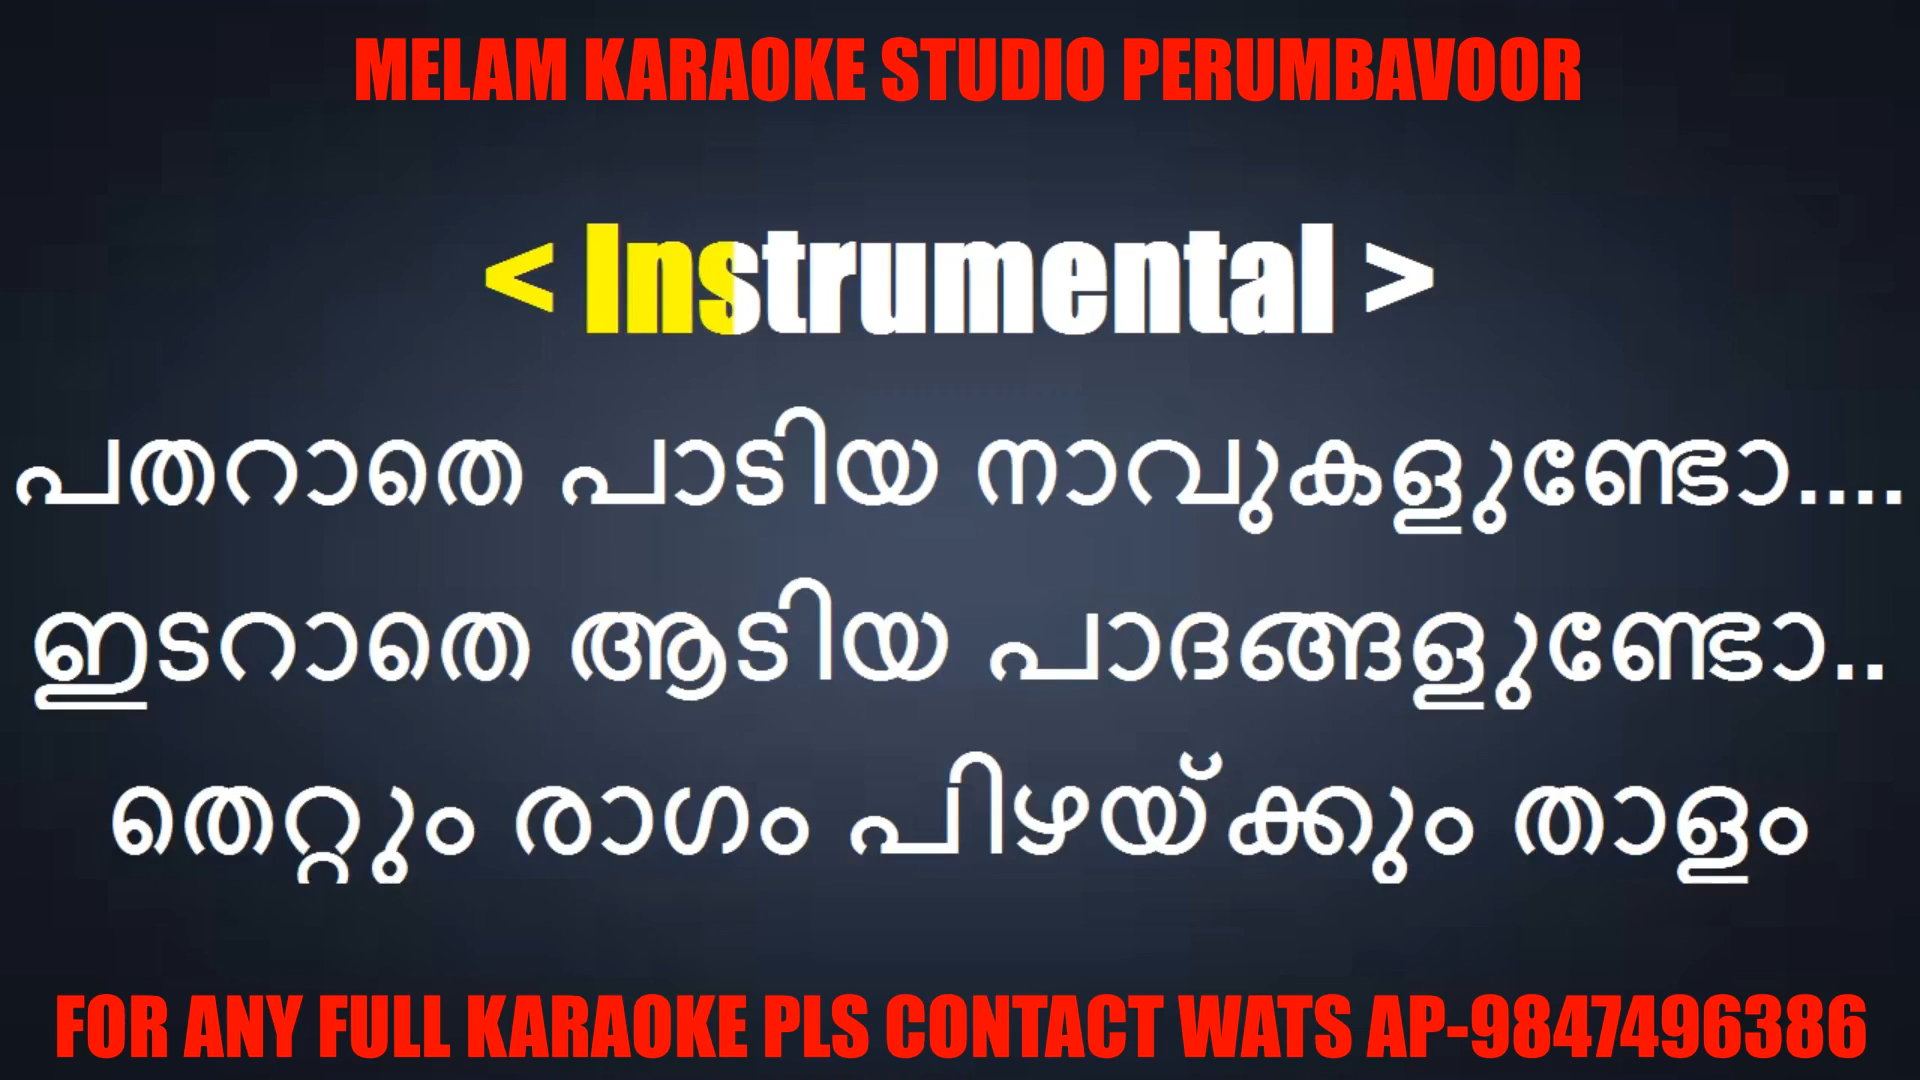 MELAM KARAOKE STUDIO PERUMBAVOOR
< Instrumental >
പതറാതെ പാടിയ നാവുകളുണ്ടോ....
ഇടറാതെ ആടിയ പാദങ്ങളുണ്ടോ..
തെറ്റും രാഗം പിഴയ്ക്കും താളം
FOR ANY FULL KARAOKE PLS CONTACT WATS AP-9847496386